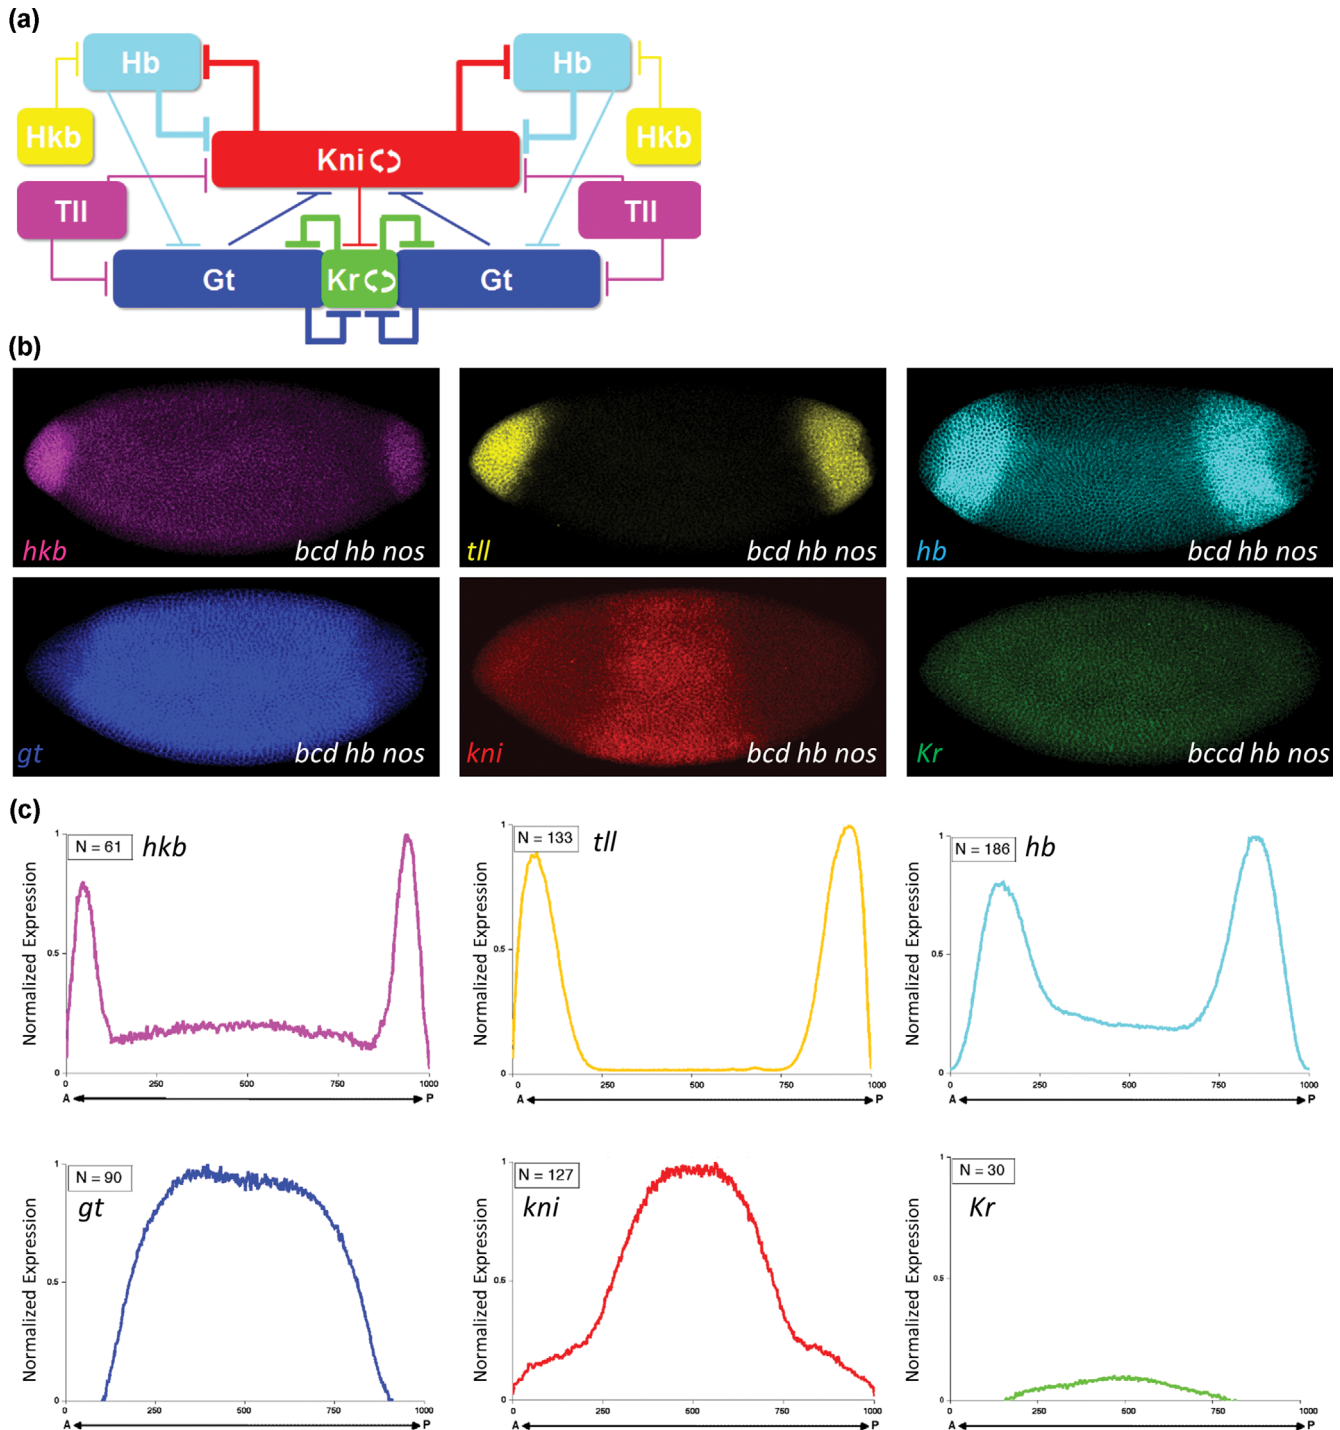 (a)
Hb
Hb
Hkb
Hkb
Kni
Tll
Tll
Gt
Kr
Gt
(b)
hkb
bcd hb nos
tll
bcd hb nos
hb
bcd hb nos
gt
bcd hb nos
kni
bcd hb nos
Kr
bccd hb nos
(c)
Normalized Expression
1
0.5
0
N = 61
hkb
0
250
500
750
1000
A
P
Normalized Expression
1
0.5
0
N = 133
tll
0
250
500
750
1000
A
P
Normalized Expression
1
0.5
0
N = 186
hb
0
250
500
750
1000
A
P
Normalized Expression
1
0.5
0
N = 90
gt
0
250
500
750
1000
A
P
Normalized Expression
1
0.5
0
N = 127
kni
0
250
500
750
1000
A
P
Normalized Expression
1
0.5
0
N = 30
Kr
0
250
500
750
1000
A
P